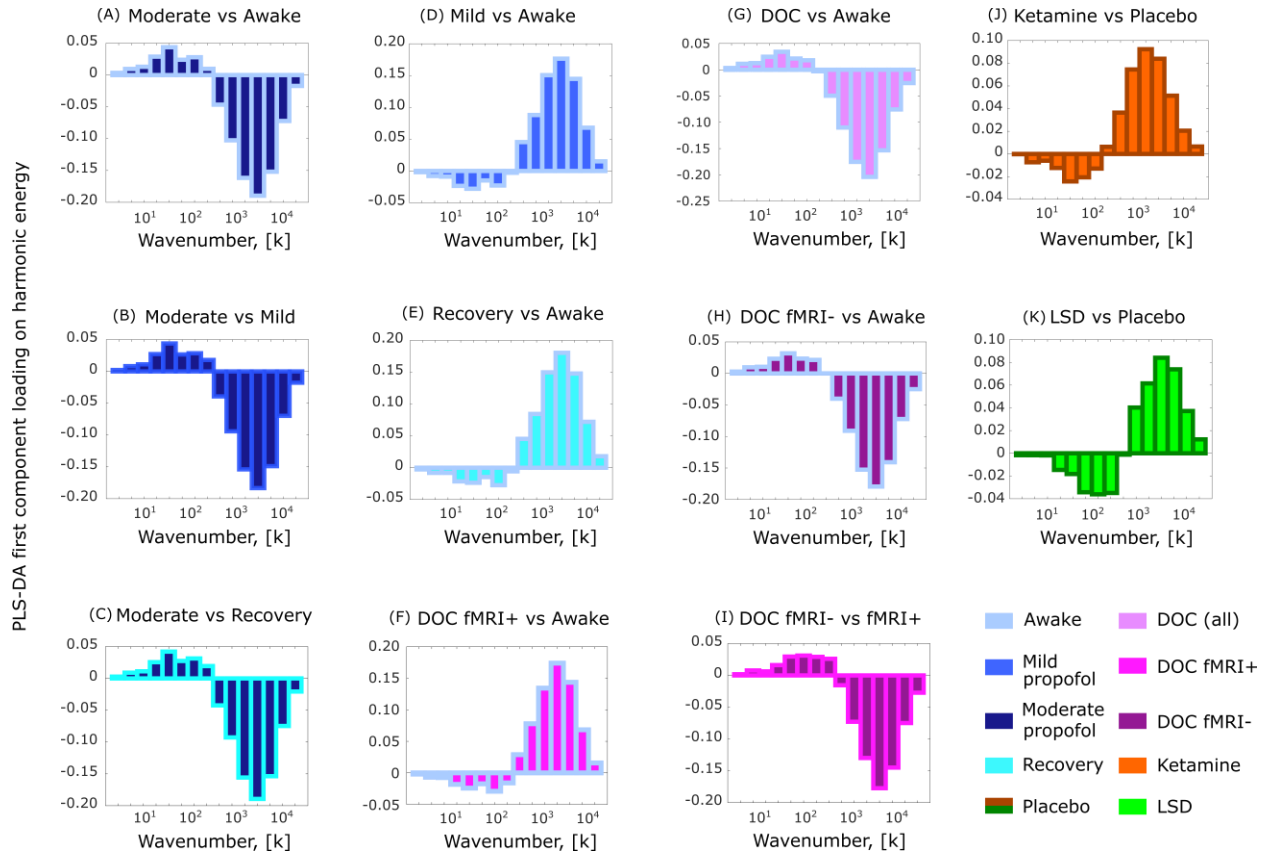 PLS-DA first component loading on harmonic energy
(A) Moderate vs Awake
0.05
0
-0.05
-0.10
-0.15
-0.20
10¹ 10² 10³ 10⁴
Wavenumber, [k]
(D) Mild vs Awake
0.20
0.10
0
-0.05
10¹ 10² 10³ 10⁴
Wavenumber, [k]
(G) DOC vs Awake
0.05
0
-0.05
-0.10
-0.15
-0.20
-0.25
10¹ 10² 10³ 10⁴
Wavenumber, [k]
(J) Ketamine vs Placebo
0.10
0.08
0.06
0.04
0.02
0
-0.02
-0.04
10¹ 10² 10³ 10⁴
Wavenumber, [k]
(B) Moderate vs Mild
0.05
0
-0.05
-0.10
-0.15
-0.20
10¹ 10² 10³ 10⁴
Wavenumber, [k]
(E) Recovery vs Awake
0.20
0.10
0
-0.05
10¹ 10² 10³ 10⁴
Wavenumber, [k]
(H) DOC fMRI- vs Awake
0.05
0
-0.05
-0.10
-0.15
-0.20
10¹ 10² 10³ 10⁴
Wavenumber, [k]
(K) LSD vs Placebo
0.10
0.08
0.06
0.04
0.02
0
-0.02
-0.04
10¹ 10² 10³ 10⁴
Wavenumber, [k]
(C) Moderate vs Recovery
0.05
0
-0.05
-0.10
-0.15
-0.20
10¹ 10² 10³ 10⁴
Wavenumber, [k]
(F) DOC fMRI+ vs Awake
0.20
0.10
0
-0.05
10¹ 10² 10³ 10⁴
Wavenumber, [k]
(I) DOC fMRI- vs fMRI+
0.05
0
-0.05
-0.10
-0.15
-0.20
10¹ 10² 10³ 10⁴
Wavenumber, [k]
Awake
Mild
propofol
Moderate
propofol
Recovery
Placebo
DOC (all)
DOC fMRI+
DOC fMRI-
Ketamine
LSD